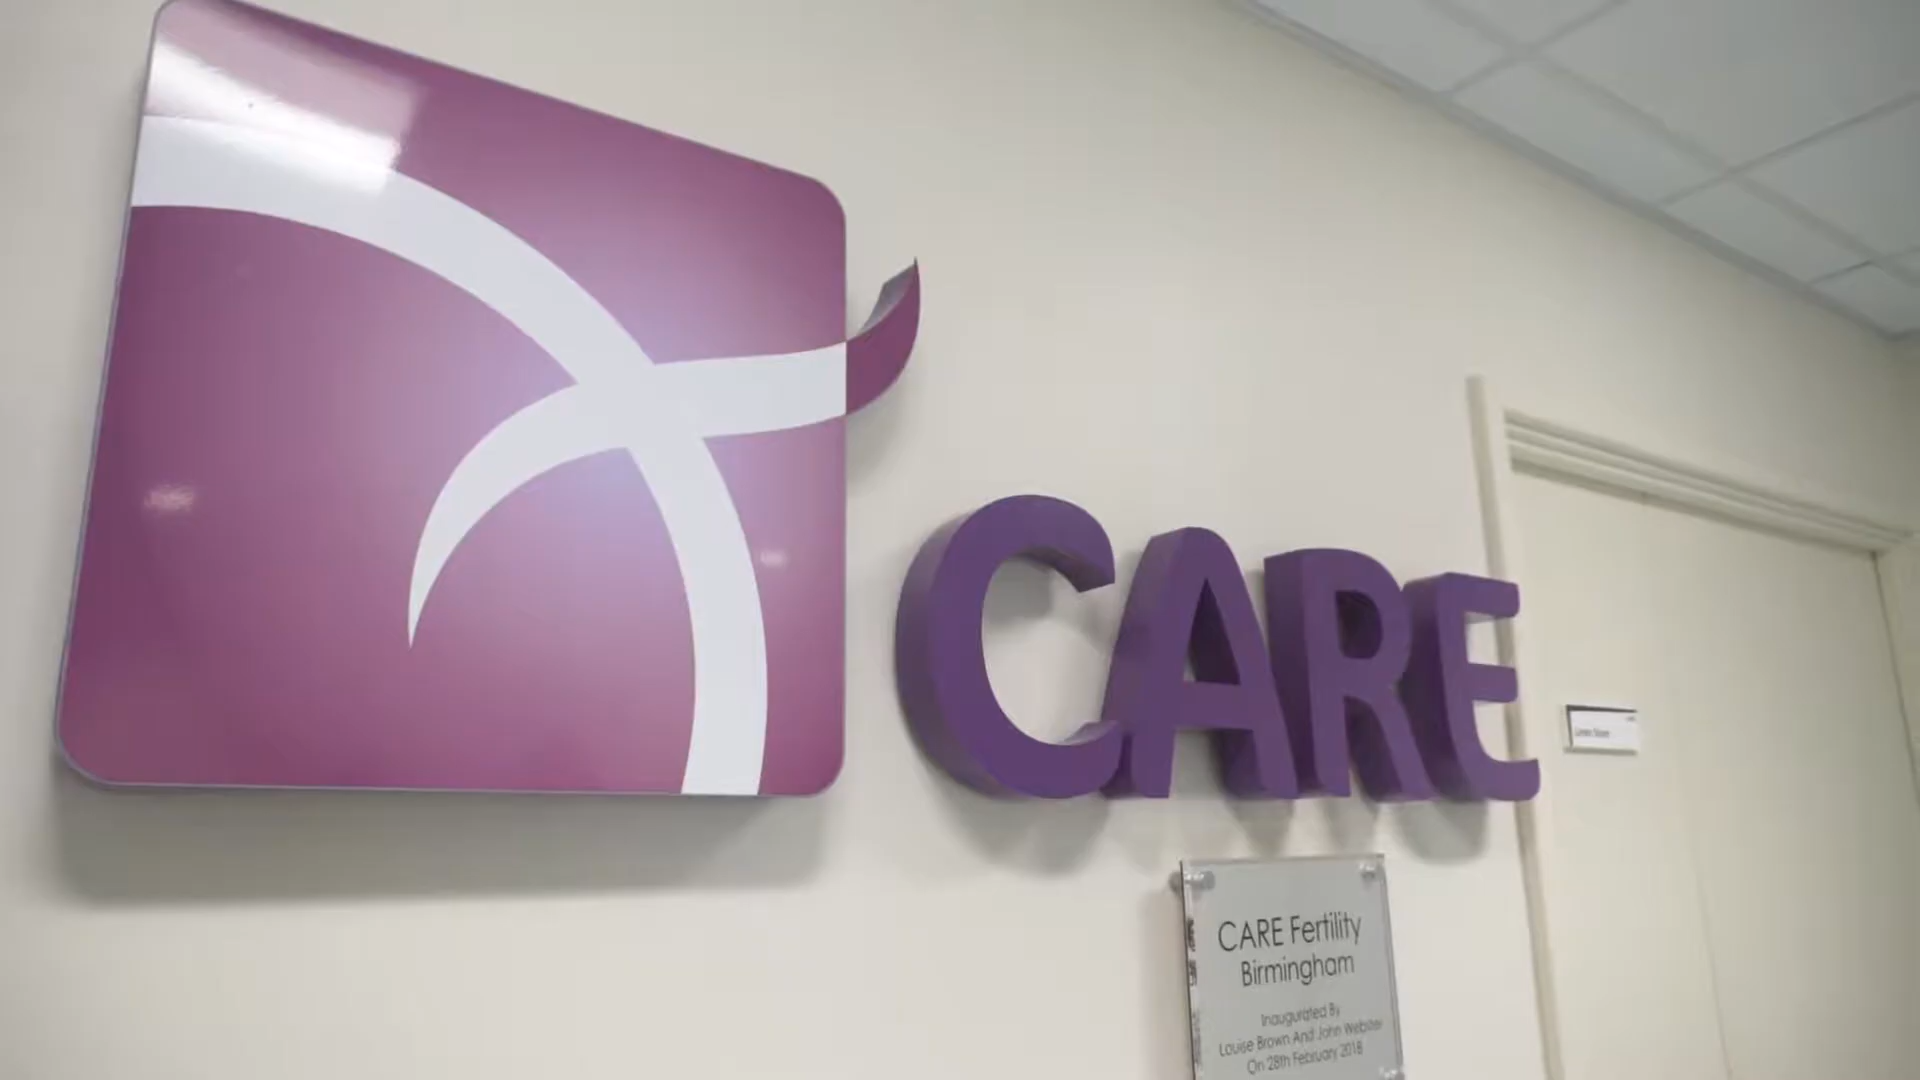 CARE
CARE Fertility
Birmingham
Inaugurated By
Louise Brown And John Webster
On 28th February 2018